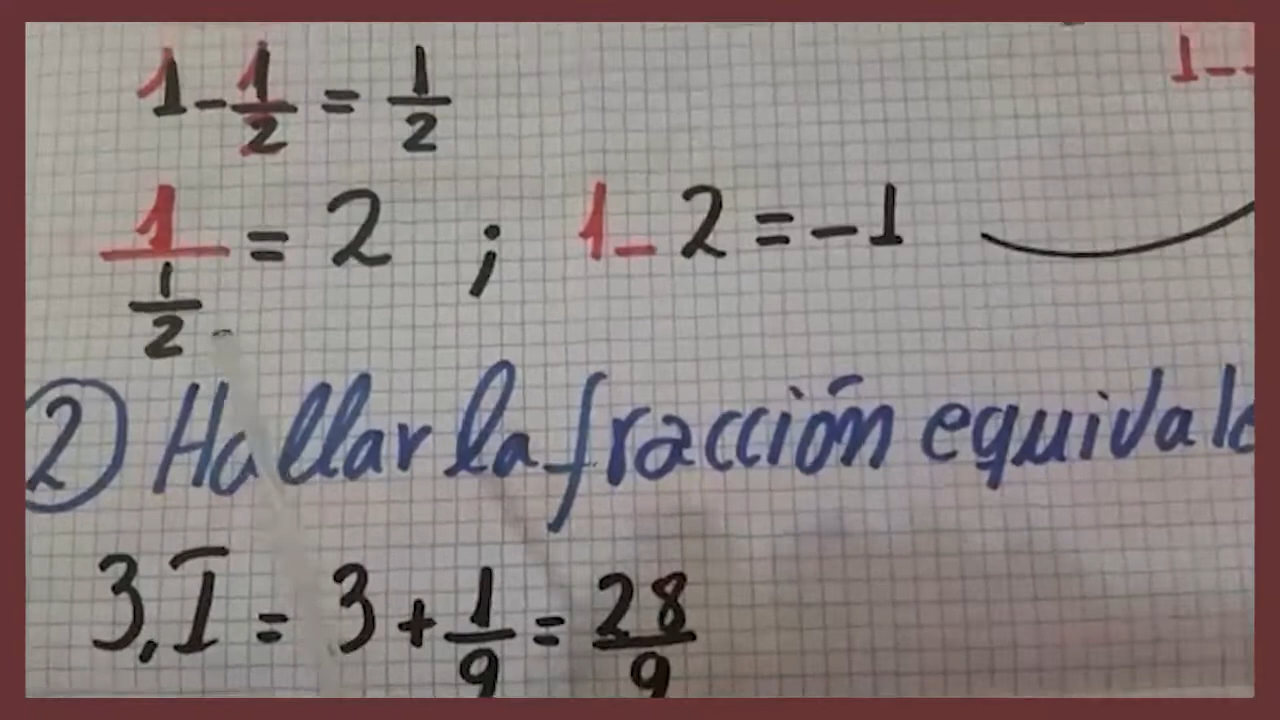 1--
1 - 1/2 = 1/2
1/(1/2) = 2 ; 1 - 2 = -1
② Hallar la fracción equivale
3,1̅ = 3 + 1/9 = 28/9